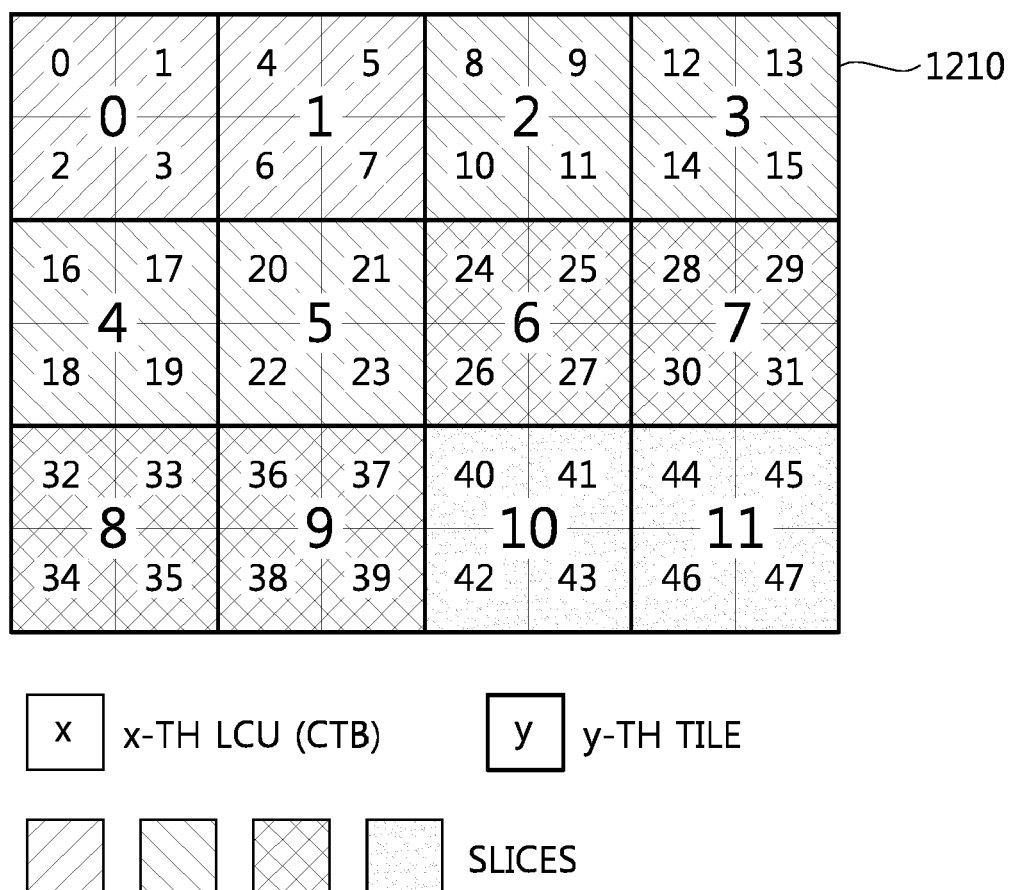 0 1 4 5 8 9 12 13
1210
0 1 2 3
2 3 6 7 10 11 14 15
16 17 20 21 24 25 28 29
4 5 6 7
18 19 22 23 26 27 30 31
32 33 36 37 40 41 44 45
8 9 10 11
34 35 38 39 42 43 46 47
x x-TH LCU (CTB) y y-TH TILE
SLICES